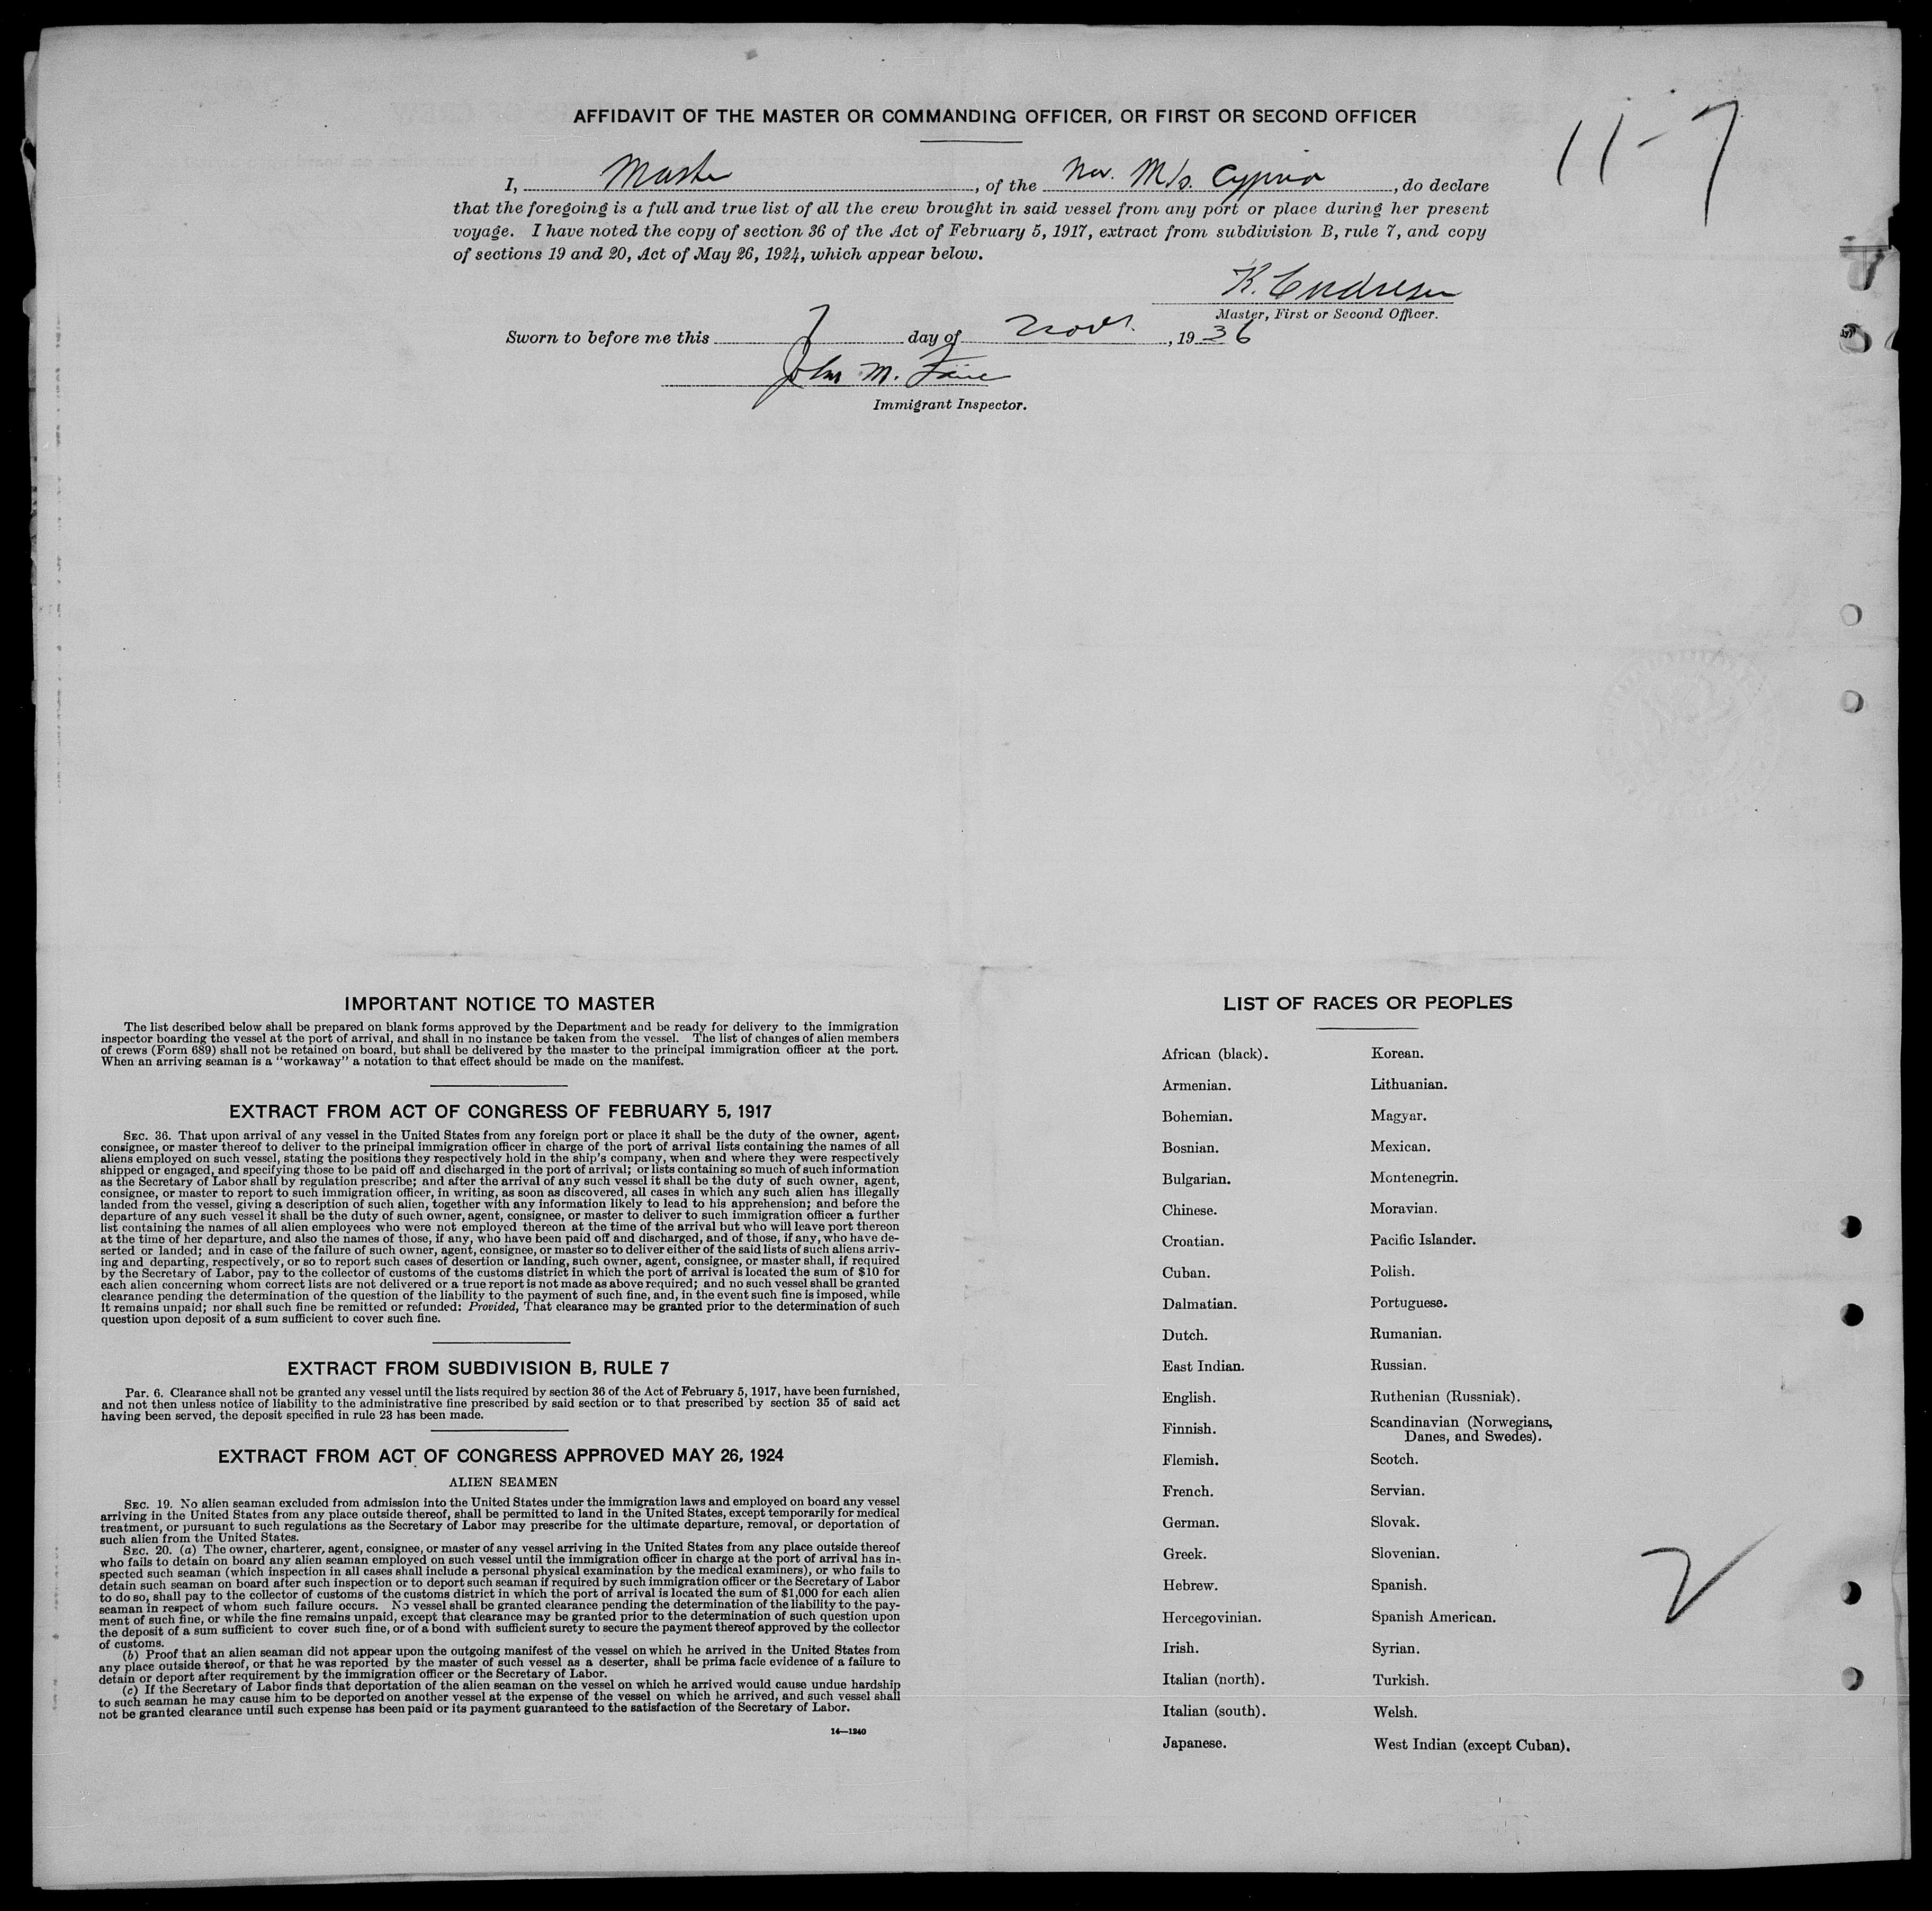 AFFIDAVIT OF THE MASTER OR COMMANDING OFFICER, OR FIRST OR SECOND OFFICER
11-7
I, Master, of the Nor. M/s. Cypria, do declare
that the foregoing is a full and true list of all the crew brought in said vessel from any port or place during her present
voyage. I have noted the copy of section 36 of the Act of February 5, 1917, extract from subdivision B, rule 7, and copy
of sections 19 and 20, Act of May 26, 1924, which appear below.
K. Endresen
Master, First or Second Officer.
Sworn to before me this 7 day of Nov., 1936
John M.
Immigrant Inspector.
IMPORTANT NOTICE TO MASTER
The list described below shall be prepared on blank forms approved by the Department and be ready for delivery to the immigration
inspector boarding the vessel at the port of arrival, and shall in no instance be taken from the vessel. The list of changes of alien members
of crews (Form 689) shall not be retained on board, but shall be delivered by the master to the principal immigration officer at the port.
When an arriving seaman is a "workaway" a notation to that effect should be made on the manifest.
EXTRACT FROM ACT OF CONGRESS OF FEBRUARY 5, 1917
SEC. 36. That upon arrival of any vessel in the United States from any foreign port or place it shall be the duty of the owner, agent,
consignee, or master thereof to deliver to the principal immigration officer in charge of the port of arrival lists containing the names of all
aliens employed on such vessel, stating the positions they respectively hold in the ship's company, when and where they were respectively
shipped or engaged, and specifying those to be paid off and discharged in the port of arrival; or lists containing so much of such information
as the Secretary of Labor shall by regulation prescribe; and after the arrival of any such vessel it shall be the duty of such owner, agent,
consignee, or master to report to such immigration officer, in writing, as soon as discovered, all cases in which any such alien has illegally
landed from the vessel, giving a description of such alien, together with any information likely to lead to his apprehension; and before the
departure of any such vessel it shall be the duty of such owner, agent, consignee, or master to deliver to such immigration officer a further
list containing the names of all alien employees who were not employed thereon at the time of the arrival but who will leave port thereon
at the time of her departure, and also the names of those, if any, who have been paid off and discharged, and of those, if any, who have de-
serted or landed; and in case of the failure of such owner, agent, consignee, or master so to deliver either of the said lists of such aliens arriv-
ing and departing, respectively, or so to report such cases of desertion or landing, such owner, agent, consignee, or master shall, if required
by the Secretary of Labor, pay to the collector of customs of the customs district in which the port of arrival is located the sum of $10 for
each alien concerning whom correct lists are not delivered or a true report is not made as above required; and no such vessel shall be granted
clearance pending the determination of the question of the liability to the payment of such fine, and, in the event such fine is imposed, while
it remains unpaid; nor shall such fine be remitted or refunded: Provided, That clearance may be granted prior to the determination of such
question upon deposit of a sum sufficient to cover such fine.
EXTRACT FROM SUBDIVISION B, RULE 7
Par. 6. Clearance shall not be granted any vessel until the lists required by section 36 of the Act of February 5, 1917, have been furnished,
and not then unless notice of liability to the administrative fine prescribed by said section or to that prescribed by section 35 of said act
having been served, the deposit specified in rule 23 has been made.
EXTRACT FROM ACT OF CONGRESS APPROVED MAY 26, 1924
ALIEN SEAMEN
SEC. 19. No alien seaman excluded from admission into the United States under the immigration laws and employed on board any vessel
arriving in the United States from any place outside thereof, shall be permitted to land in the United States, except temporarily for medical
treatment, or pursuant to such regulations as the Secretary of Labor may prescribe for the ultimate departure, removal, or deportation of
such alien from the United States.
SEC. 20. (a) The owner, charterer, agent, consignee, or master of any vessel arriving in the United States from any place outside thereof
who fails to detain on board any alien seaman employed on such vessel until the immigration officer in charge at the port of arrival has in-
spected such seaman (which inspection in all cases shall include a personal physical examination by the medical examiners), or who fails to
detain such seaman on board after such inspection or to deport such seaman if required by such immigration officer or the Secretary of Labor
to do so, shall pay to the collector of customs of the customs district in which the port of arrival is located the sum of $1,000 for each alien
seaman in respect of whom such failure occurs. No vessel shall be granted clearance pending the determination of the liability to the pay-
ment of such fine, or while the fine remains unpaid, except that clearance may be granted prior to the determination of such question upon
the deposit of a sum sufficient to cover such fine, or of a bond with sufficient surety to secure the payment thereof approved by the collector
of customs.
(b) Proof that an alien seaman did not appear upon the outgoing manifest of the vessel on which he arrived in the United States from
any place outside thereof, or that he was reported by the master of such vessel as a deserter, shall be prima facie evidence of a failure to
detain or deport after requirement by the immigration officer or the Secretary of Labor.
(c) If the Secretary of Labor finds that deportation of the alien seaman on the vessel on which he arrived would cause undue hardship
to such seaman he may cause him to be deported on another vessel at the expense of the vessel on which he arrived, and such vessel shall
not be granted clearance until such expense has been paid or its payment guaranteed to the satisfaction of the Secretary of Labor.
14—1240
LIST OF RACES OR PEOPLES
African (black).
Armenian.
Bohemian.
Bosnian.
Bulgarian.
Chinese.
Croatian.
Cuban.
Dalmatian.
Dutch.
East Indian.
English.
Finnish.
Flemish.
French.
German.
Greek.
Hebrew.
Hercegovinian.
Irish.
Italian (north).
Italian (south).
Japanese.
Korean.
Lithuanian.
Magyar.
Mexican.
Montenegrin.
Moravian.
Pacific Islander.
Polish.
Portuguese.
Rumanian.
Russian.
Ruthenian (Russniak).
Scandinavian (Norwegians,
Danes, and Swedes).
Scotch.
Servian.
Slovak.
Slovenian.
Spanish.
Spanish American.
Syrian.
Turkish.
Welsh.
West Indian (except Cuban).